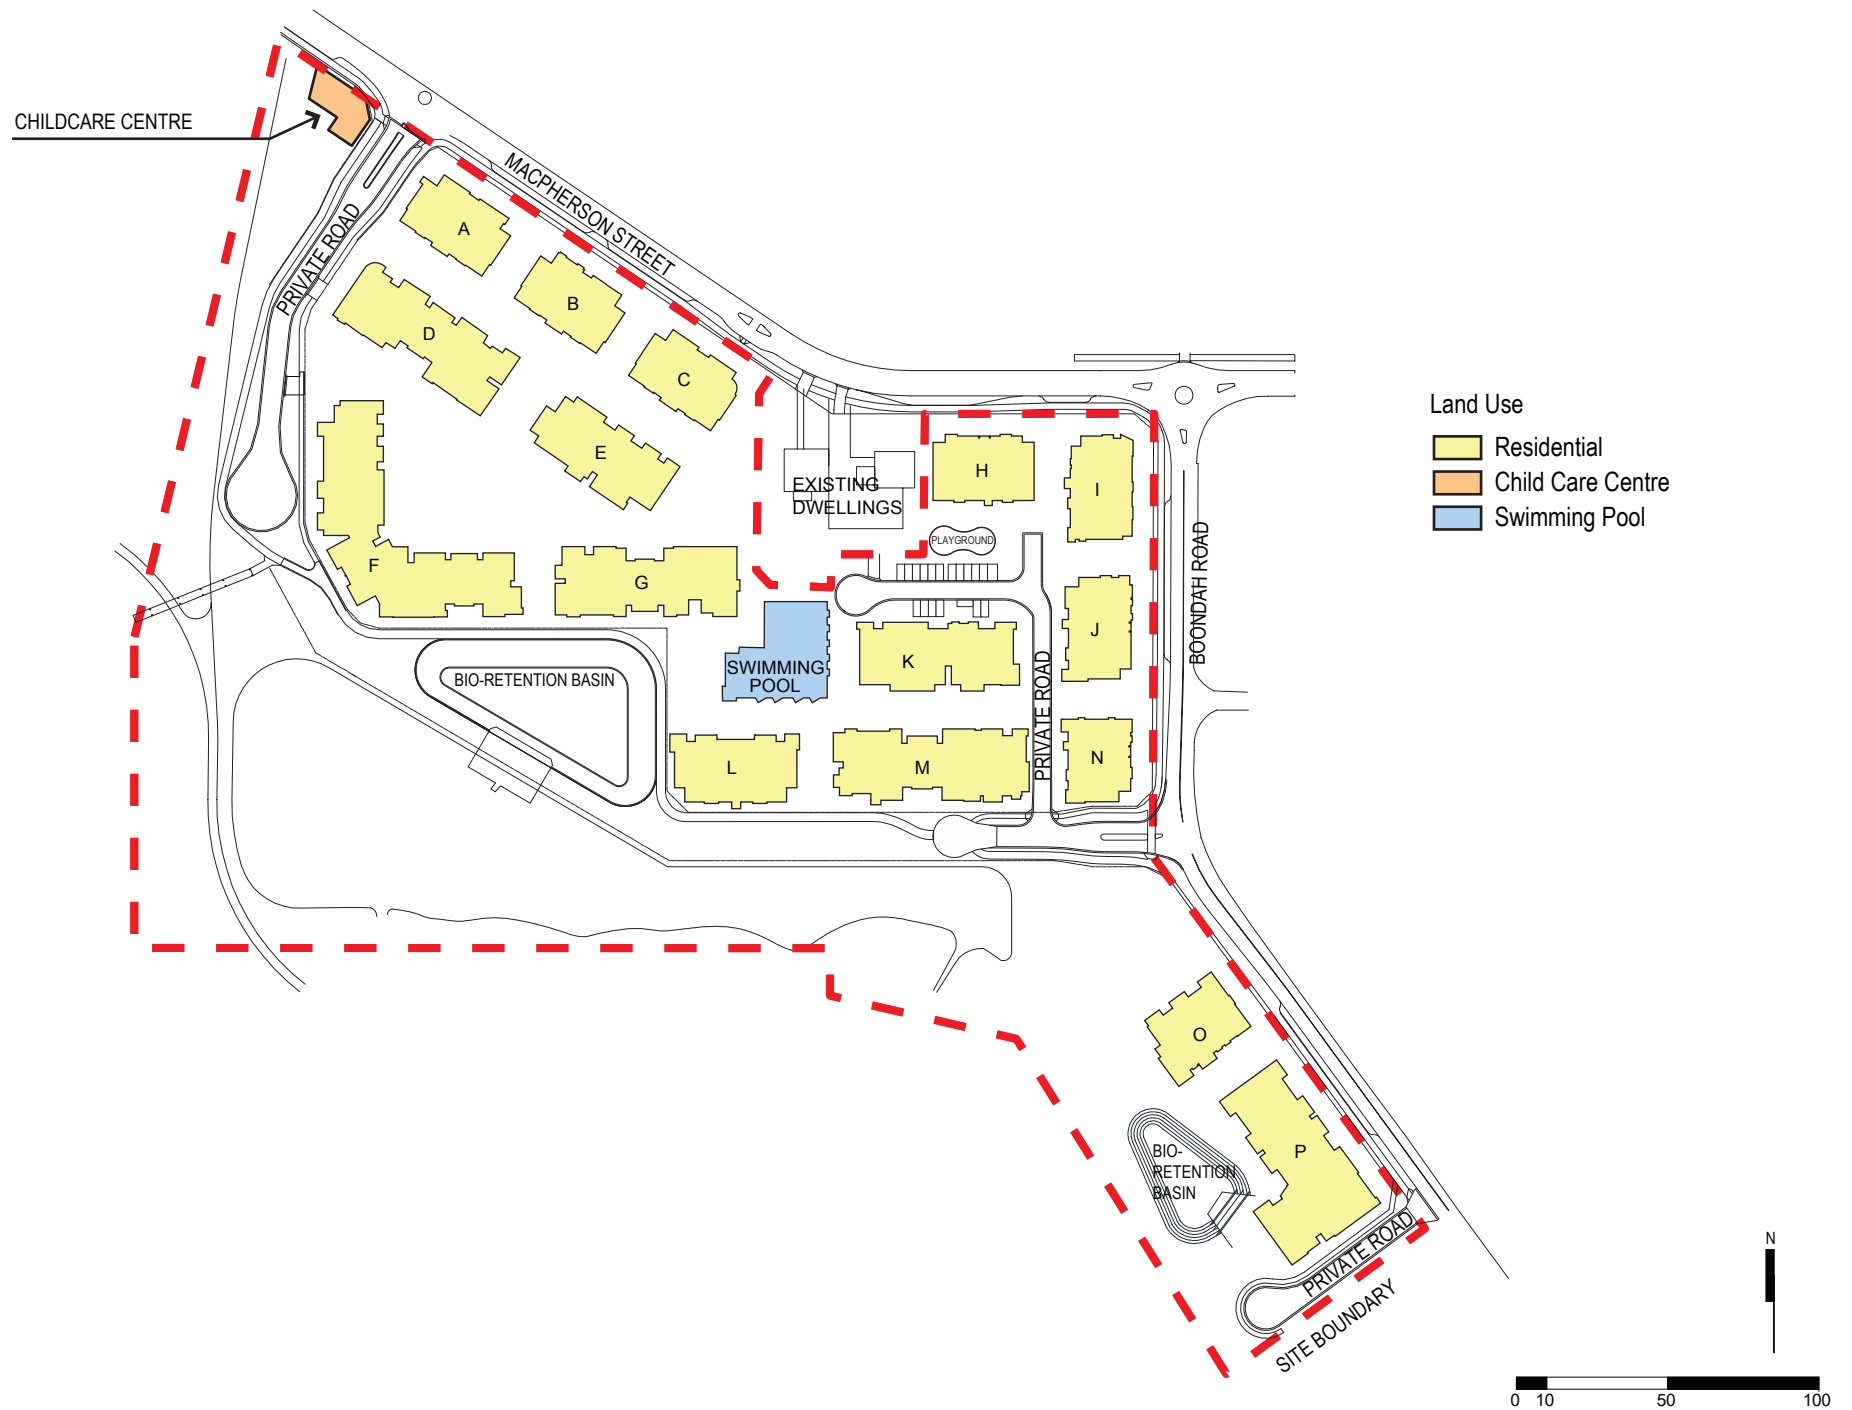 CHILDCARE CENTRE
MACPHERSON STREET
PRIVATE ROAD
A
B
C
D
E
F
G
EXISTING
DWELLINGS
H
I
PLAYGROUND
BOONDAH ROAD
J
K
SWIMMING
POOL
BIO-RETENTION BASIN
PRIVATE ROAD
L
M
N
O
P
BIO-
RETENTION
BASIN
PRIVATE ROAD
SITE BOUNDARY
Land Use
Residential
Child Care Centre
Swimming Pool
N
0 10 50 100